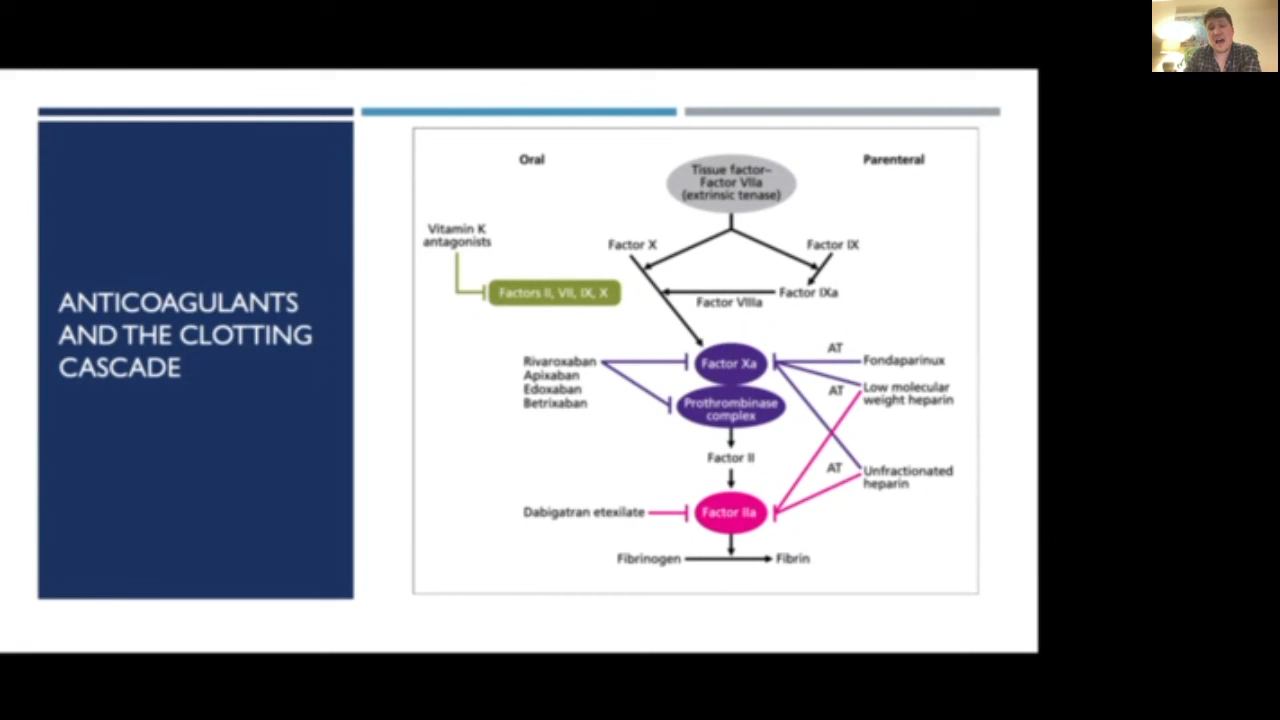 ANTICOAGULANTS
AND THE CLOTTING
CASCADE
Oral
Parenteral
Tissue factor–
Factor VIIa
(extrinsic tenase)
Vitamin K
antagonists
Factor X
Factor IX
Factors II, VII, IX, X
Factor VIIIa
Factor IXa
Rivaroxaban
Apixaban
Edoxaban
Betrixaban
Factor Xa
Prothrombinase
complex
AT
Fondaparinux
AT
Low molecular
weight heparin
Factor II
AT
Unfractionated
heparin
Dabigatran etexilate
Factor IIa
Fibrinogen
Fibrin